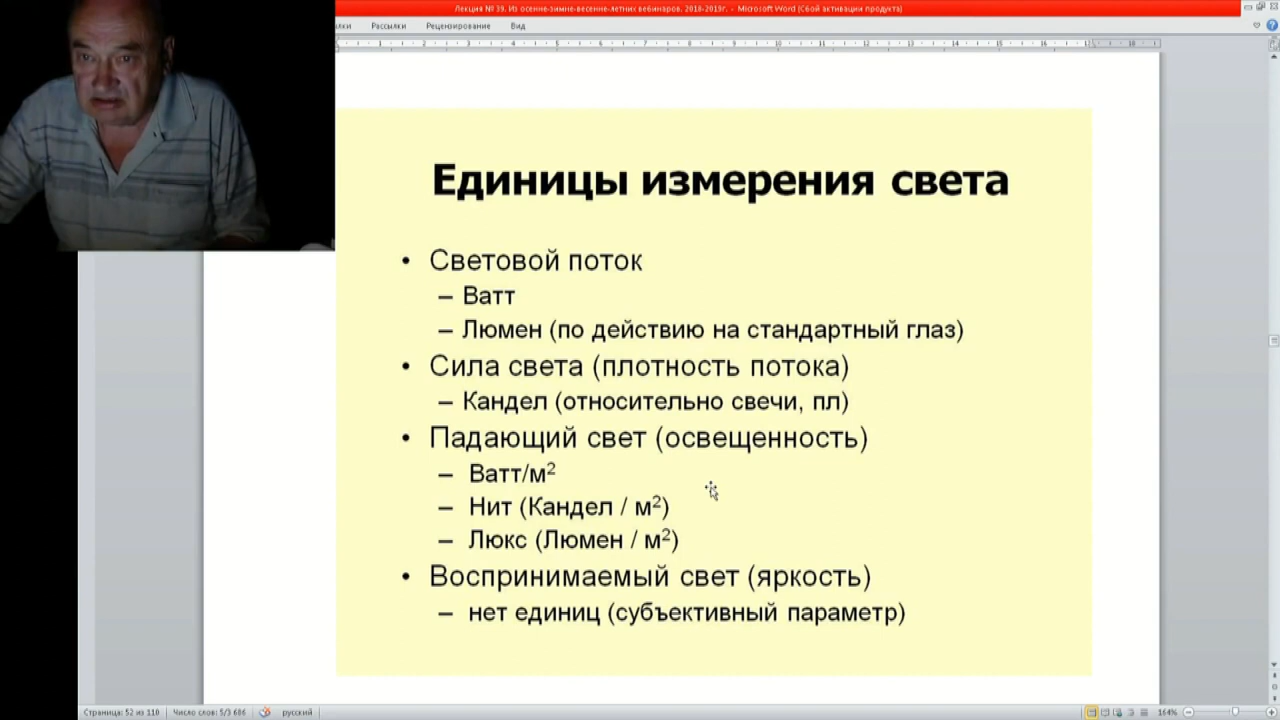 Лекция № 39. Из осенне-зимне-весенне-летних вебинаров. 2018-2019г. - Microsoft Word (Сбой активации продукта)
Рассылки Рецензирование Вид
Единицы измерения света
• Световой поток
– Ватт
– Люмен (по действию на стандартный глаз)
• Сила света (плотность потока)
– Кандел (относительно свечи, пл)
• Падающий свет (освещенность)
– Ватт/м²
– Нит (Кандел / м²)
– Люкс (Люмен / м²)
• Воспринимаемый свет (яркость)
– нет единиц (субъективный параметр)
Страница: 52 из 110 Число слов: 5/3 686 русский 164%